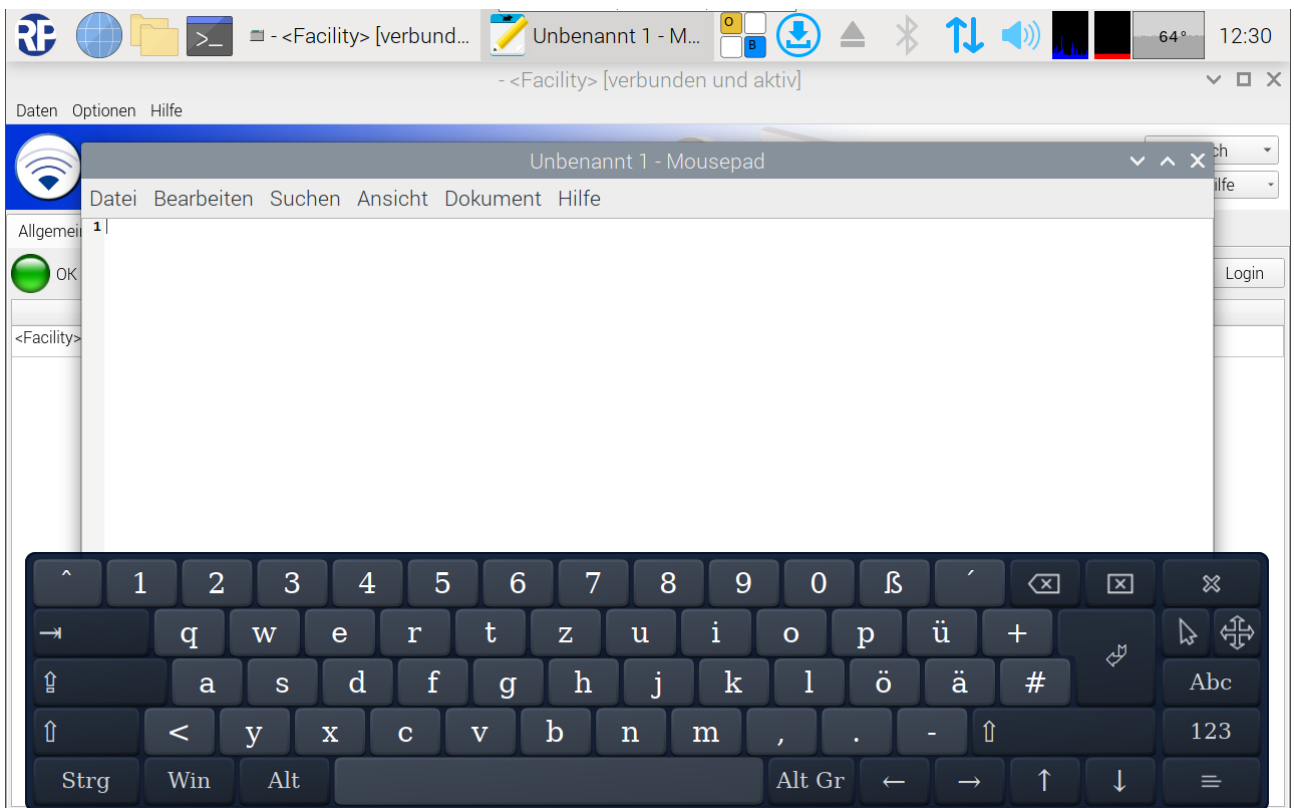 - <Facility> [verbund... Unbenannt 1 - M... O B 64° 12:30
- <Facility> [verbunden und aktiv]
Daten Optionen Hilfe
Unbenannt 1 - Mousepad
Datei Bearbeiten Suchen Ansicht Dokument Hilfe
Allgemei 1
OK Login
<Facility>
^ 1 2 3 4 5 6 7 8 9 0 ß ´
q w e r t z u i o p ü +
a s d f g h j k l ö ä # Abc
< y x c v b n m , . - 123
Strg Win Alt Alt Gr ← → ↑ ↓